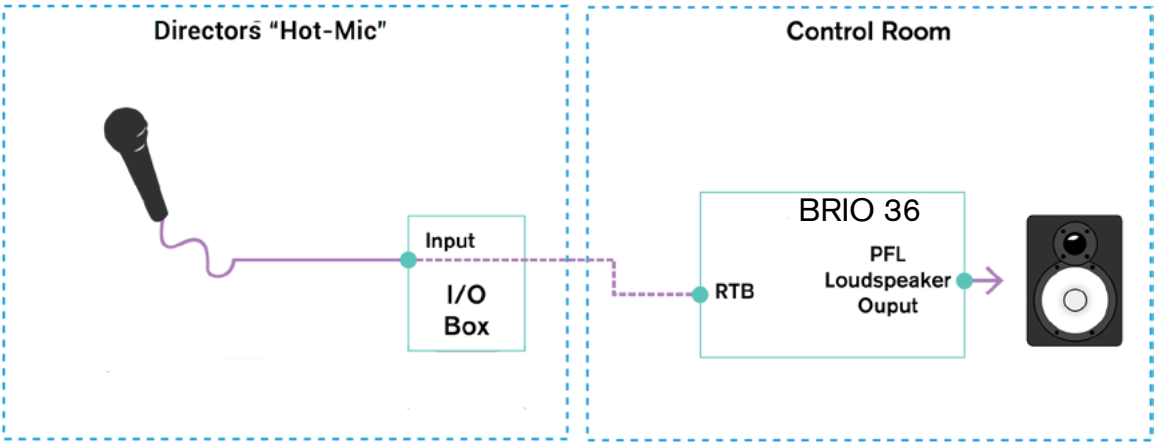 Directors “Hot-Mic”
Control Room
Input
I/O
Box
BRIO 36
RTB
PFL
Loudspeaker
Ouput